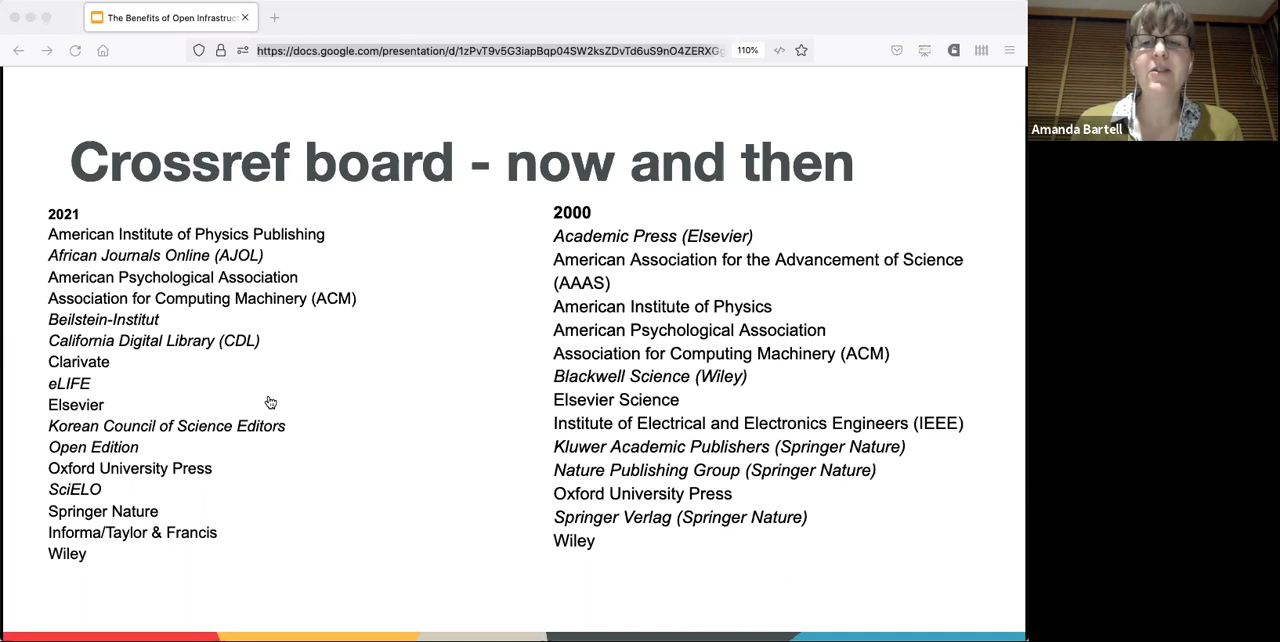 The Benefits of Open Infrastruc
https://docs.google.com/presentation/d/1zPvT9v5G3iapBqp04SW2ksZDvTd6uS9nO4ZERXG
110%
Amanda Bartell
Crossref board - now and then
2021
American Institute of Physics Publishing
African Journals Online (AJOL)
American Psychological Association
Association for Computing Machinery (ACM)
Beilstein-Institut
California Digital Library (CDL)
Clarivate
eLIFE
Elsevier
Korean Council of Science Editors
Open Edition
Oxford University Press
SciELO
Springer Nature
Informa/Taylor & Francis
Wiley
2000
Academic Press (Elsevier)
American Association for the Advancement of Science
(AAAS)
American Institute of Physics
American Psychological Association
Association for Computing Machinery (ACM)
Blackwell Science (Wiley)
Elsevier Science
Institute of Electrical and Electronics Engineers (IEEE)
Kluwer Academic Publishers (Springer Nature)
Nature Publishing Group (Springer Nature)
Oxford University Press
Springer Verlag (Springer Nature)
Wiley